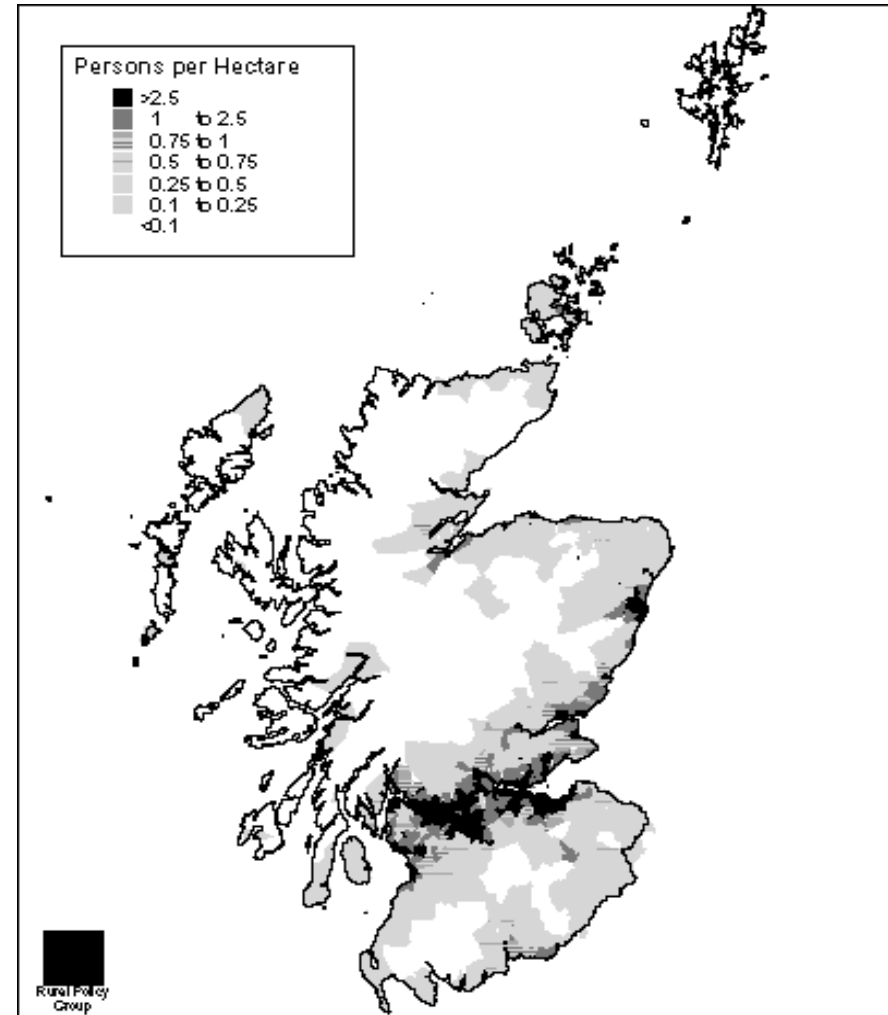 Persons per Hectare
>2.5
1 to 2.5
0.75 to 1
0.5 to 0.75
0.25 to 0.5
0.1 to 0.25
<0.1
Rural Policy
Group